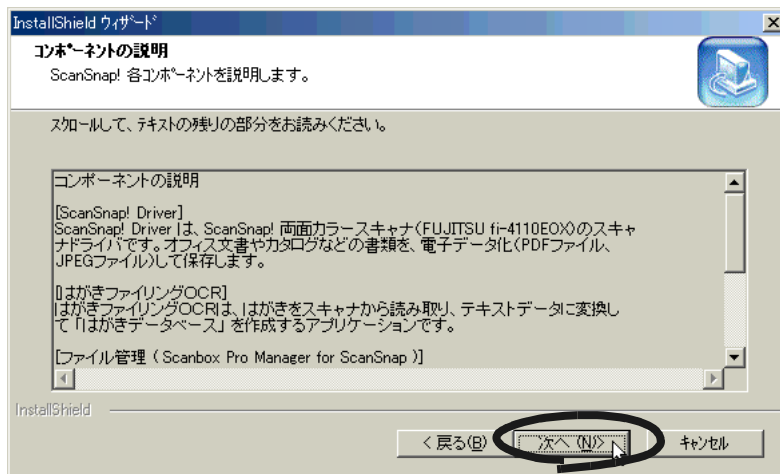 InstallShield ウィザード
コンポーネントの説明
ScanSnap! 各コンポーネントを説明します。
スクロールして、テキストの残りの部分をお読みください。
コンポーネントの説明
[ScanSnap! Driver]
ScanSnap! Driver は、ScanSnap! 両面カラースキャナ(FUJITSU fi-4110EOX)のスキャ
ナドライバです。オフィス文書やカタログなどの書類を、電子データ化(PDFファイル、
JPEGファイル)して保存します。
[はがきファイリングOCR]
はがきファイリングOCRは、はがきをスキャナから読み取り、テキストデータに変換し
て「はがきデータベース」を作成するアプリケーションです。
[ファイル管理 ( Scanbox Pro Manager for ScanSnap )]
InstallShield
< 戻る(B)
次へ (N)>
キャンセル